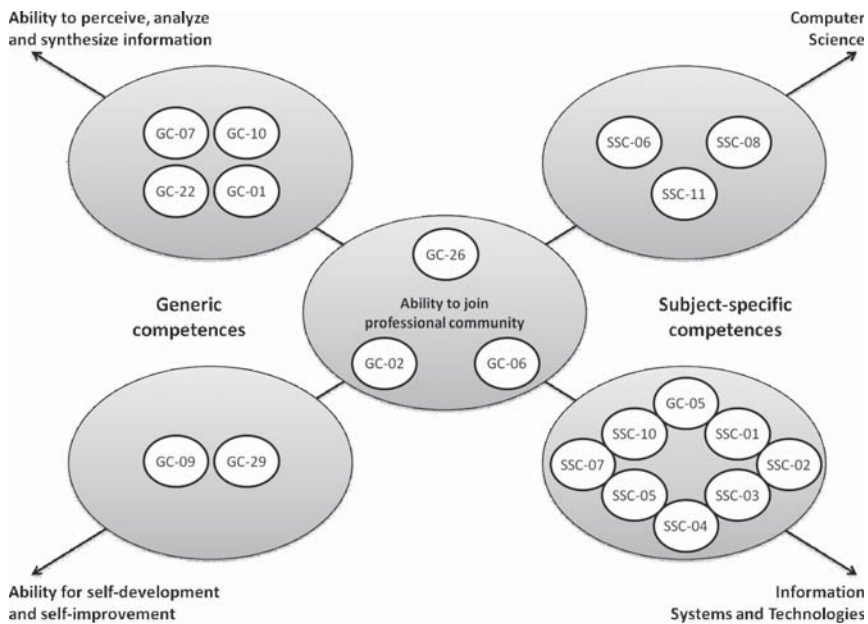 Ability to perceive, analyze
and synthesize information
Computer
Science
GC-07 GC-10
GC-22 GC-01
SSC-06 SSC-08
SSC-11
GC-26
Ability to join
professional community
GC-02 GC-06
Generic
competences
Subject-specific
competences
GC-09 GC-29
GC-05
SSC-10 SSC-01
SSC-07 SSC-02
SSC-05 SSC-03
SSC-04
Ability for self-development
and self-improvement
Information
Systems and Technologies